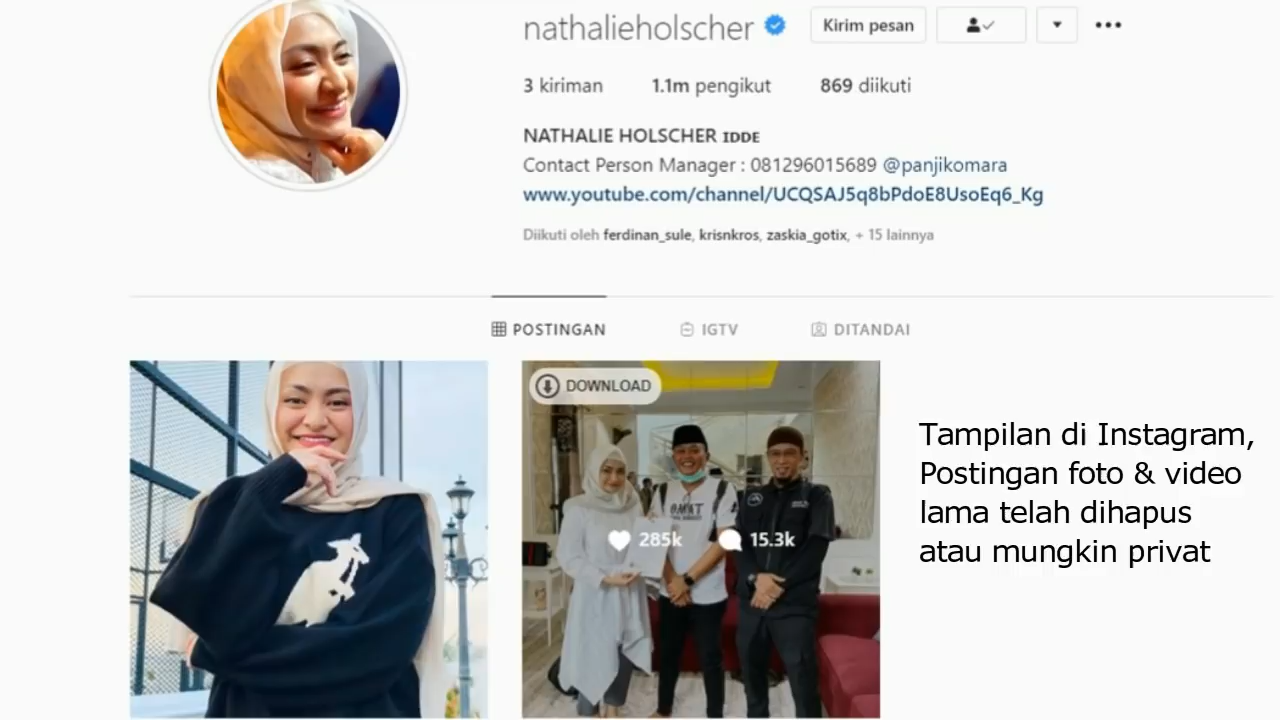 nathalieholscher
Kirim pesan
3 kiriman 1.1m pengikut 869 diikuti
NATHALIE HOLSCHER IDDE
Contact Person Manager : 081296015689 @panjikomara
www.youtube.com/channel/UCQSAJ5q8bPdoE8UsoEq6_Kg
Diikuti oleh ferdinan_sule, krisnkros, zaskia_gotix, + 15 lainnya
POSTINGAN IGTV DITANDAI
DOWNLOAD
285k 15.3k
Tampilan di Instagram,
Postingan foto & video
lama telah dihapus
atau mungkin privat